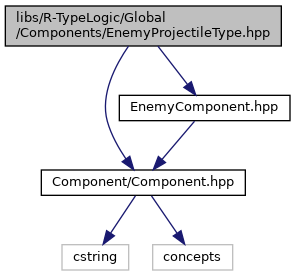 libs/R-TypeLogic/Global
/Components/EnemyProjectileType.hpp
EnemyComponent.hpp
Component/Component.hpp
cstring
concepts